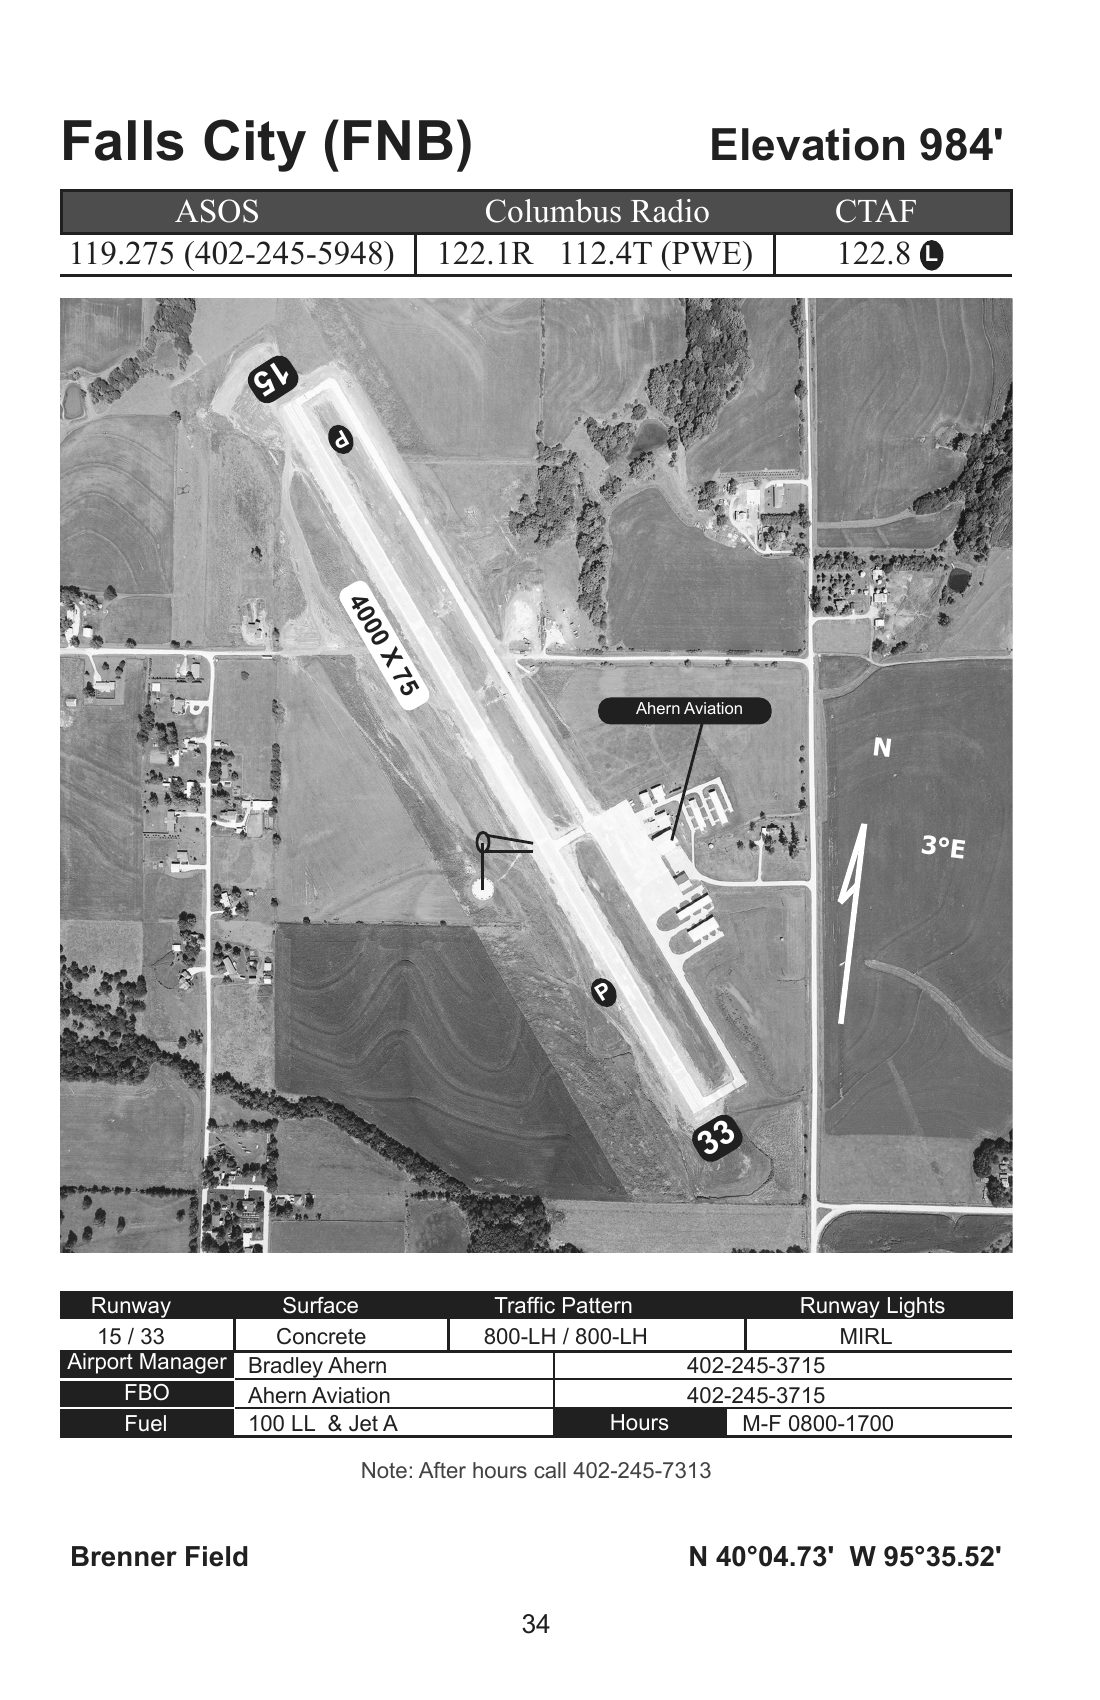 Falls City (FNB) Elevation 984'
ASOS Columbus Radio CTAF
119.275 (402-245-5948) 122.1R 112.4T (PWE) 122.8 L
15
P
4000 X 75
Ahern Aviation
N
3°E
P
33
Runway Surface Traffic Pattern Runway Lights
15 / 33 Concrete 800-LH / 800-LH MIRL
Airport Manager Bradley Ahern 402-245-3715
FBO Ahern Aviation 402-245-3715
Fuel 100 LL & Jet A Hours M-F 0800-1700
Note: After hours call 402-245-7313
Brenner Field N 40°04.73' W 95°35.52'
34